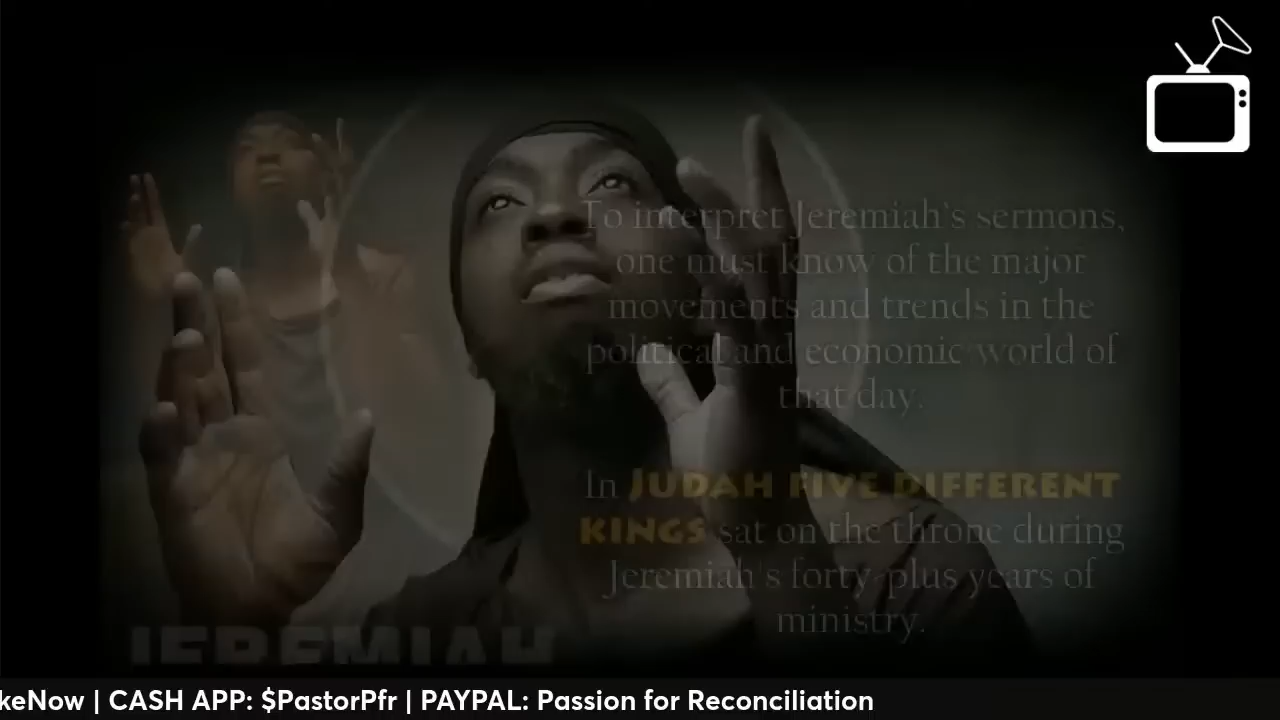 To interpret Jeremiah's sermons,
one must know of the major
movements and trends in the
political and economic world of
that day.
In JUDAH FIVE DIFFERENT
KINGS sat on the throne during
Jeremiah's forty-plus years of
ministry.
JEREMIAH
keNow | CASH APP: $PastorPfr | PAYPAL: Passion for Reconciliation